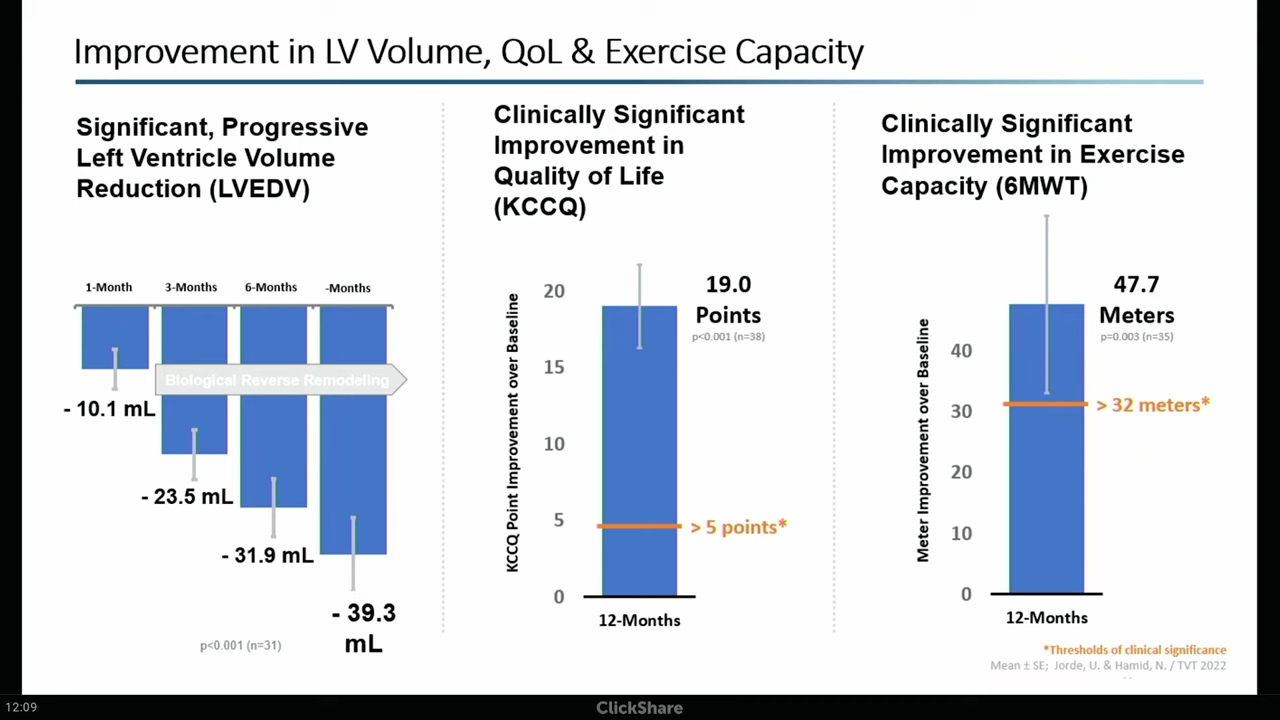 Improvement in LV Volume, QoL & Exercise Capacity
Significant, Progressive
Left Ventricle Volume
Reduction (LVEDV)
1-Month
3-Months
6-Months
-Months
Biological Reverse Remodeling
- 10.1 mL
- 23.5 mL
- 31.9 mL
- 39.3
mL
p<0.001 (n=31)
Clinically Significant
Improvement in
Quality of Life
(KCCQ)
KCCQ Point Improvement over Baseline
20
15
10
5
0
19.0
Points
p<0.001 (n=38)
> 5 points*
12-Months
Clinically Significant
Improvement in Exercise
Capacity (6MWT)
Meter Improvement over Baseline
40
30
20
10
0
47.7
Meters
p=0.003 (n=35)
> 32 meters*
12-Months
*Thresholds of clinical significance
Mean ± SE; Jorde, U. & Hamid, N. / TVT 2022
12:09
ClickShare